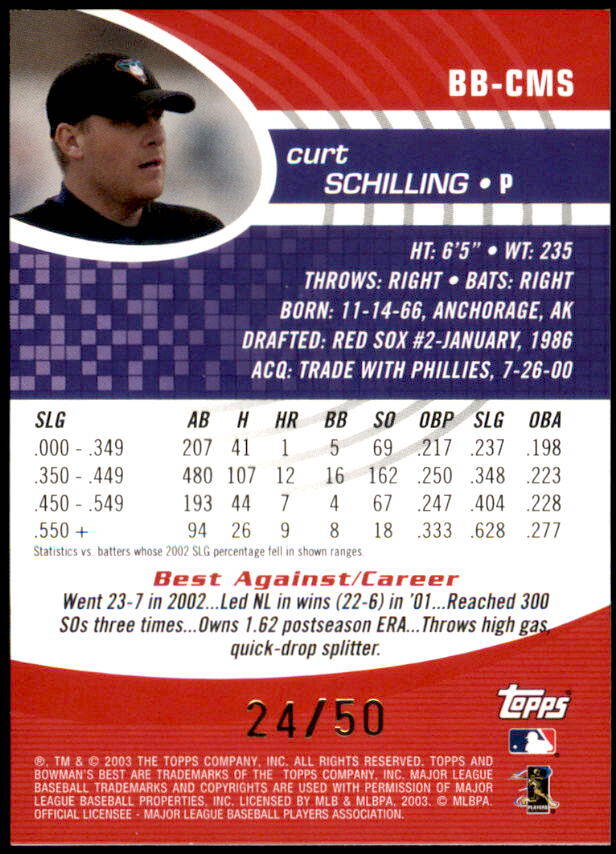 BB-CMS
curt
SCHILLING • P
HT: 6'5" • WT: 235
THROWS: RIGHT • BATS: RIGHT
BORN: 11-14-66, ANCHORAGE, AK
DRAFTED: RED SOX #2-JANUARY, 1986
ACQ: TRADE WITH PHILLIES, 7-26-00
SLG AB H HR BB SO OBP SLG OBA
.000 - .349 207 41 1 5 69 .217 .237 .198
.350 - .449 480 107 12 16 162 .250 .348 .223
.450 - .549 193 44 7 4 67 .247 .404 .228
.550 + 94 26 9 8 18 .333 .628 .277
Statistics vs. batters whose 2002 SLG percentage fell in shown ranges.
Best Against/Career
Went 23-7 in 2002...Led NL in wins (22-6) in '01...Reached 300
SOs three times...Owns 1.62 postseason ERA...Throws high gas,
quick-drop splitter.
24/50
Topps
®, TM & © 2003 THE TOPPS COMPANY, INC. ALL RIGHTS RESERVED. TOPPS AND
BOWMAN'S BEST ARE TRADEMARKS OF THE TOPPS COMPANY, INC. MAJOR LEAGUE
BASEBALL TRADEMARKS AND COPYRIGHTS ARE USED WITH PERMISSION OF MAJOR
LEAGUE BASEBALL PROPERTIES, INC. LICENSED BY MLB & MLBPA, 2003. © MLBPA.
OFFICIAL LICENSEE - MAJOR LEAGUE BASEBALL PLAYERS ASSOCIATION.
PLAYERS